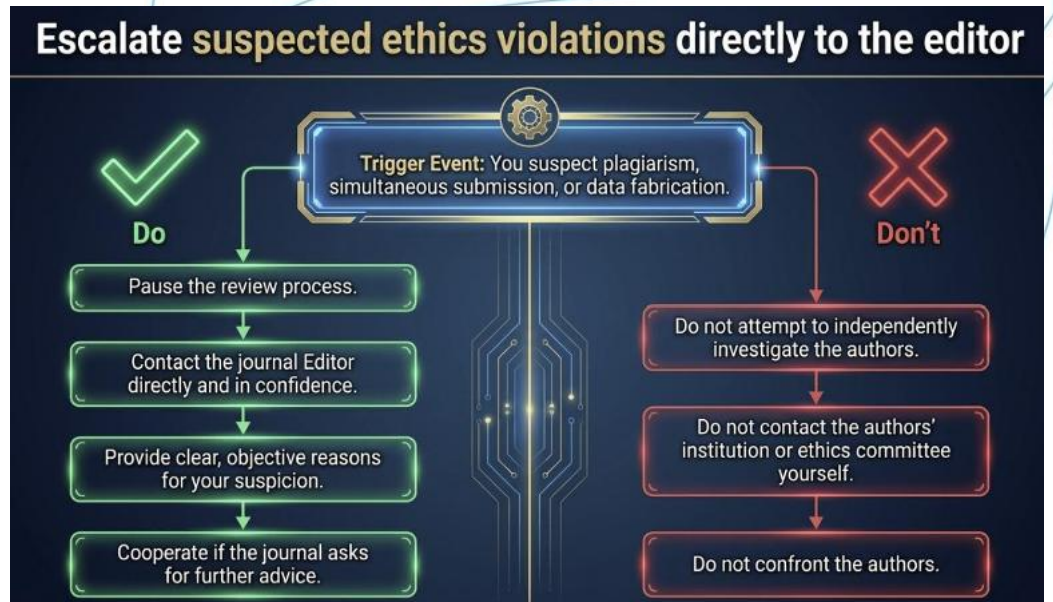 Escalate suspected ethics violations directly to the editor
Trigger Event: You suspect plagiarism,
simultaneous submission, or data fabrication.
Do
Pause the review process.
Contact the journal Editor
directly and in confidence.
Provide clear, objective reasons
for your suspicion.
Cooperate if the journal asks
for further advice.
Don't
Do not attempt to independently
investigate the authors.
Do not contact the authors'
institution or ethics committee
yourself.
Do not confront the authors.